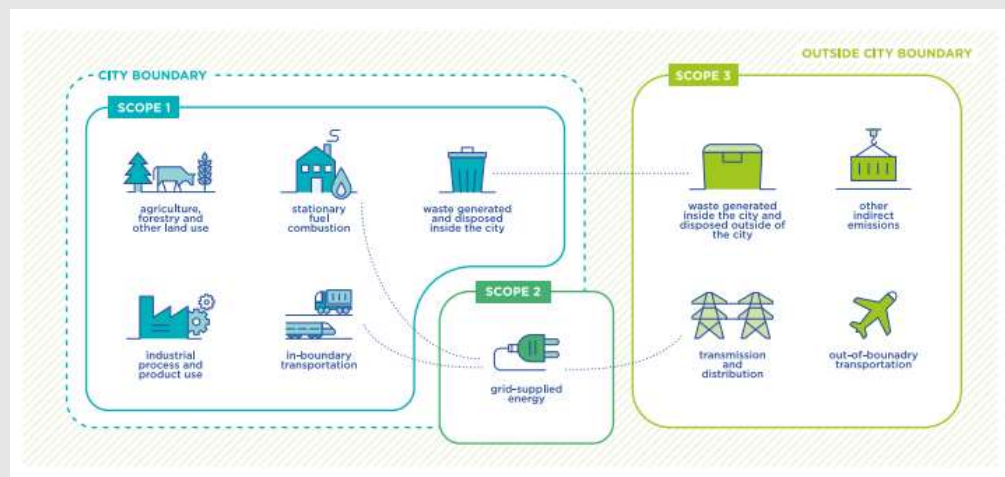 OUTSIDE CITY BOUNDARY
CITY BOUNDARY
SCOPE 1
agriculture,
forestry and
other land use
stationary
fuel
combustion
waste generated
and disposed
inside the city
industrial
process and
product use
in-boundary
transportation
SCOPE 2
grid-supplied
energy
SCOPE 3
waste generated
inside the city and
disposed outside of
the city
other
indirect
emissions
transmission
and
distribution
out-of-bounadry
transportation